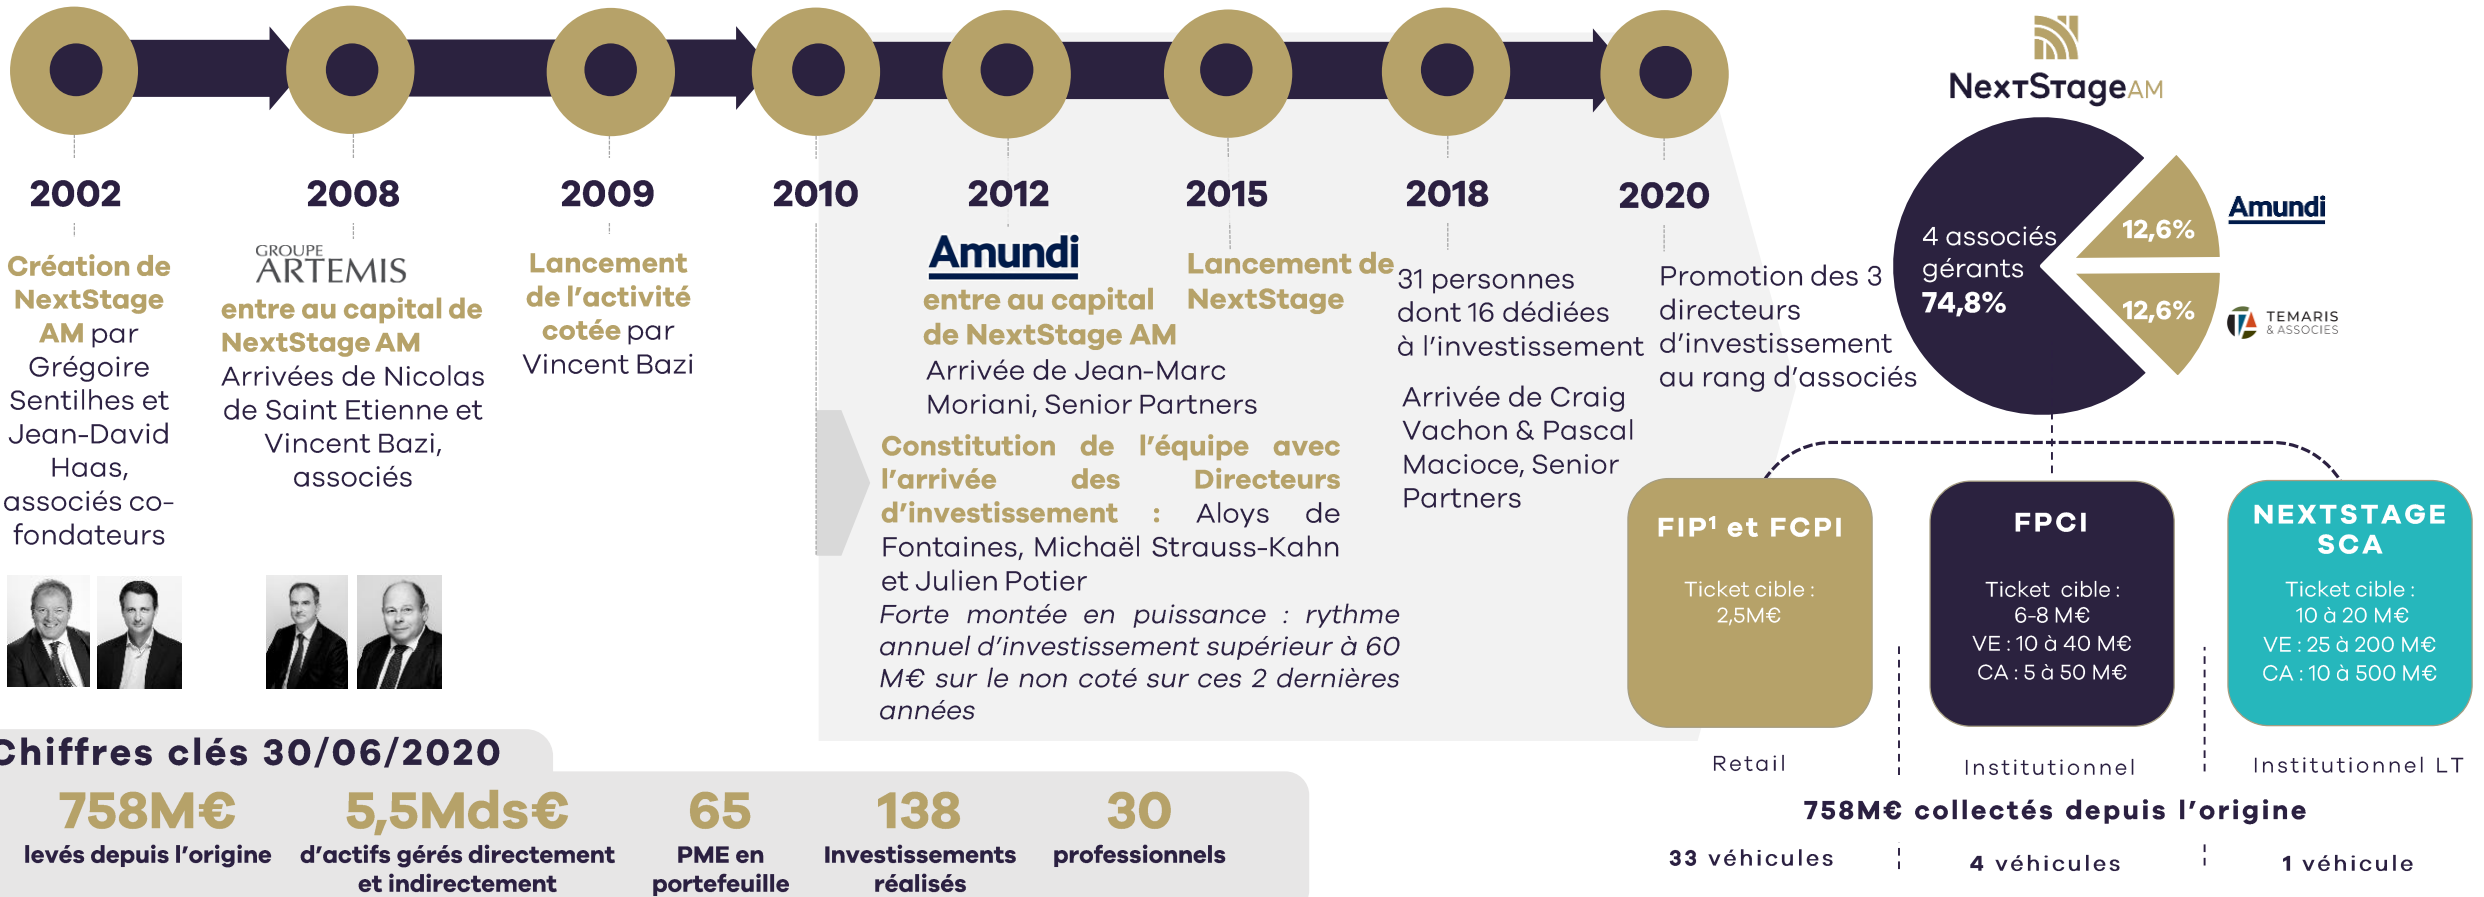 2002
Création de
NextStage
AM par
Grégoire
Sentilhes et
Jean-David
Haas,
associés co-
fondateurs
2008
GROUPE
ARTEMIS
entre au capital de
NextStage AM
Arrivées de Nicolas
de Saint Etienne et
Vincent Bazi,
associés
2009
Lancement
de l'activité
cotée par
Vincent Bazi
2010
2012
Amundi
entre au capital
de NextStage AM
Arrivée de Jean-Marc
Moriani, Senior Partners
2015
Lancement de
NextStage
Constitution de l'équipe avec
l'arrivée des Directeurs
d'investissement : Aloys de
Fontaines, Michaël Strauss-Kahn
et Julien Potier
Forte montée en puissance : rythme
annuel d'investissement supérieur à 60
M€ sur le non coté sur ces 2 dernières
années
2018
31 personnes
dont 16 dédiées
à l'investissement
Arrivée de Craig
Vachon & Pascal
Macioce, Senior
Partners
2020
Promotion des 3
directeurs
d'investissement
au rang d'associés
NextStage AM
4 associés
gérants
74,8%
12,6%
Amundi
12,6%
TEMARIS
& ASSOCIES
FIP¹ et FCPI
Ticket cible :
2,5M€
FPCI
Ticket cible :
6-8 M€
VE : 10 à 40 M€
CA : 5 à 50 M€
NEXTSTAGE
SCA
Ticket cible :
10 à 20 M€
VE : 25 à 200 M€
CA : 10 à 500 M€
Retail
Institutionnel
Institutionnel LT
758M€ collectés depuis l'origine
33 véhicules
4 véhicules
1 véhicule
Chiffres clés 30/06/2020
758M€
levés depuis l'origine
5,5Mds€
d'actifs gérés directement
et indirectement
65
PME en
portefeuille
138
Investissements
réalisés
30
professionnels